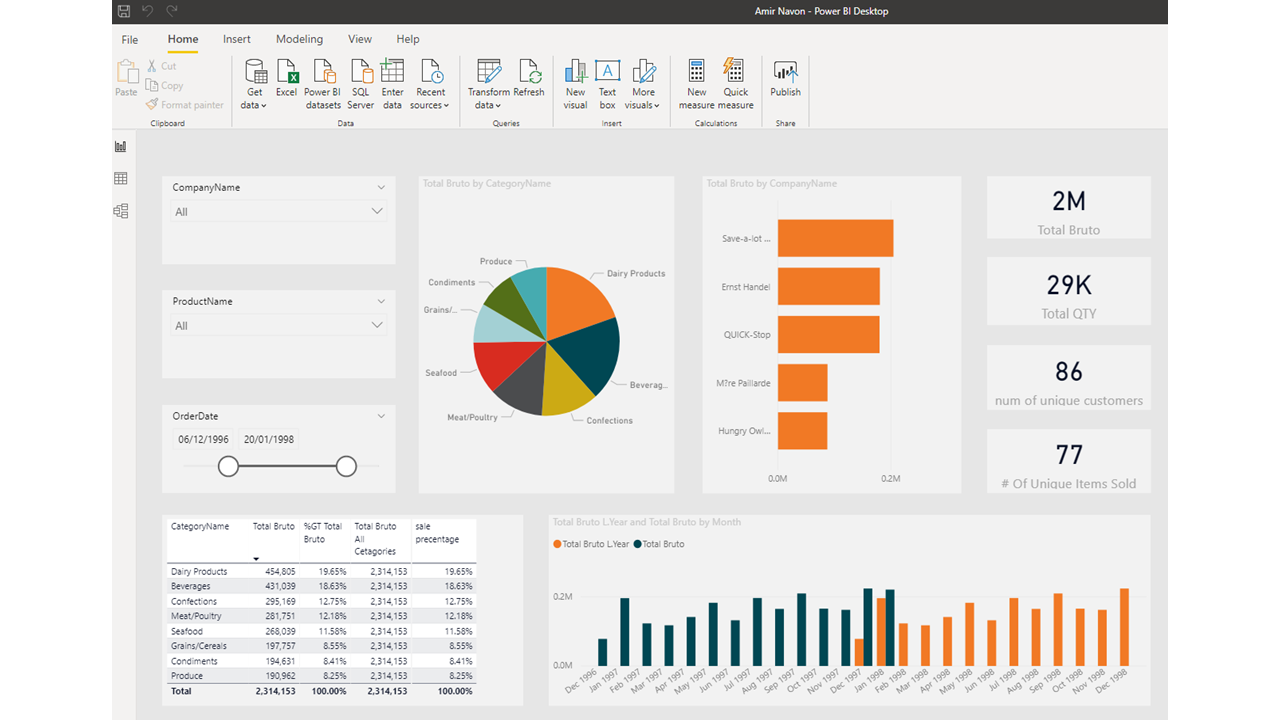 Amir Navon - Power BI Desktop
File Home Insert Modeling View Help
Paste
Cut
Copy
Format painter
Clipboard
Get data
Excel
Power BI datasets
SQL Server
Enter data
Recent sources
Data
Transform data
Refresh
Queries
New visual
A
Text box
More visuals
Insert
New measure
Quick measure
Calculations
Publish
Share
CompanyName
All
ProductName
All
OrderDate
06/12/1996 20/01/1998
Total Bruto by CategoryName
Produce
Dairy Products
Condiments
Grains/...
Seafood
Beverag...
Meat/Poultry
Confections
Total Bruto by CompanyName
Save-a-lot ...
Ernst Handel
QUICK-Stop
M?re Paillarde
Hungry Owl...
0.0M 0.2M
2M
Total Bruto
29K
Total QTY
86
num of unique customers
77
# Of Unique Items Sold
CategoryName Total Bruto %GT Total Bruto Total Bruto All Cetagories sale precentage
Dairy Products 454,805 19.65% 2,314,153 19.65%
Beverages 431,039 18.63% 2,314,153 18.63%
Confections 295,169 12.75% 2,314,153 12.75%
Meat/Poultry 281,751 12.18% 2,314,153 12.18%
Seafood 268,039 11.58% 2,314,153 11.58%
Grains/Cereals 197,757 8.55% 2,314,153 8.55%
Condiments 194,631 8.41% 2,314,153 8.41%
Produce 190,962 8.25% 2,314,153 8.25%
Total 2,314,153 100.00% 2,314,153 100.00%
Total Bruto L.Year and Total Bruto by Month
Total Bruto L.Year Total Bruto
0.2M
0.0M
Dec 1996 Jan 1997 Feb 1997 Mar 1997 Apr 1997 May 1997 Jun 1997 Jul 1997 Aug 1997 Sep 1997 Oct 1997 Nov 1997 Dec 1997 Jan 1998 Feb 1998 Mar 1998 Apr 1998 May 1998 Jun 1998 Jul 1998 Aug 1998 Sep 1998 Oct 1998 Nov 1998 Dec 1998